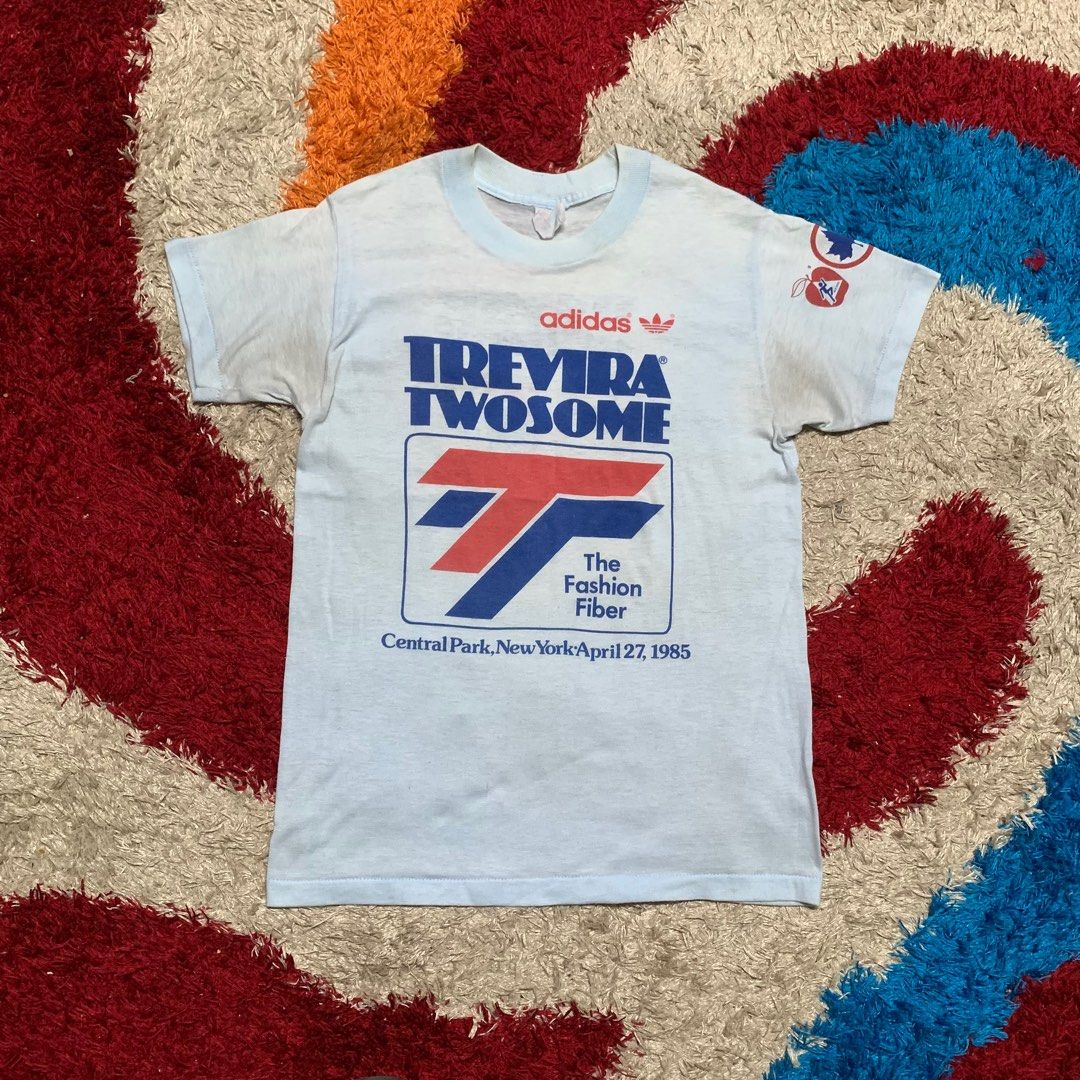 adidas
TREVIRA®
TWOSOME
The
Fashion
Fiber
Central Park, New York·April 27, 1985